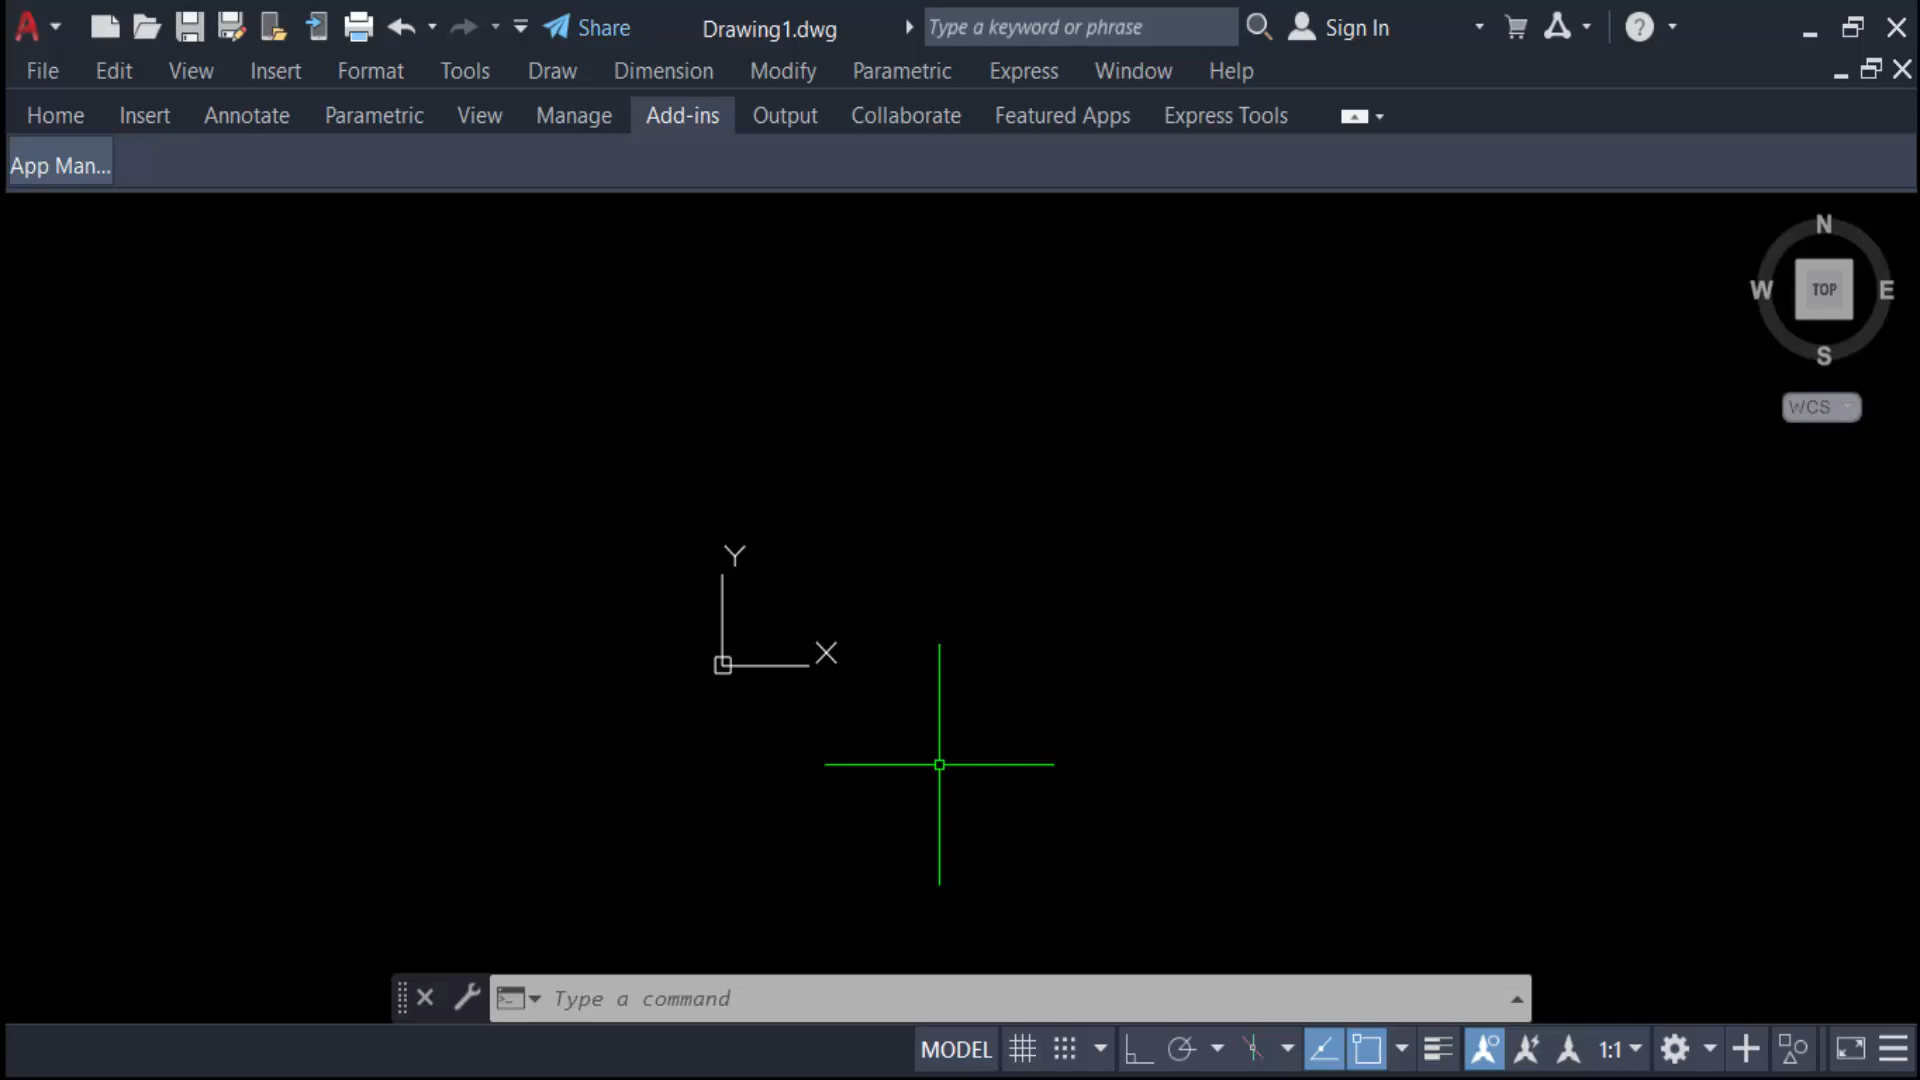 Share Drawing1.dwg Type a keyword or phrase Sign In
File Edit View Insert Format Tools Draw Dimension Modify Parametric Express Window Help
Home Insert Annotate Parametric View Manage Add-ins Output Collaborate Featured Apps Express Tools
App Man...
N
W TOP E
S
WCS
Y
X
Type a command
MODEL 1:1